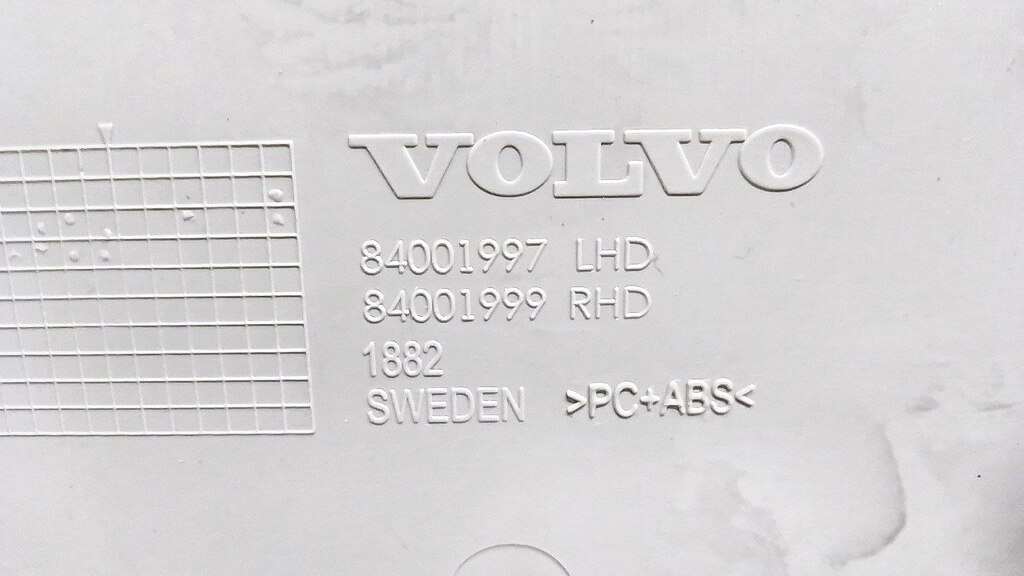 VOLVO
84001997 LHD
84001999 RHD
1882
SWEDEN >PC+ABS<